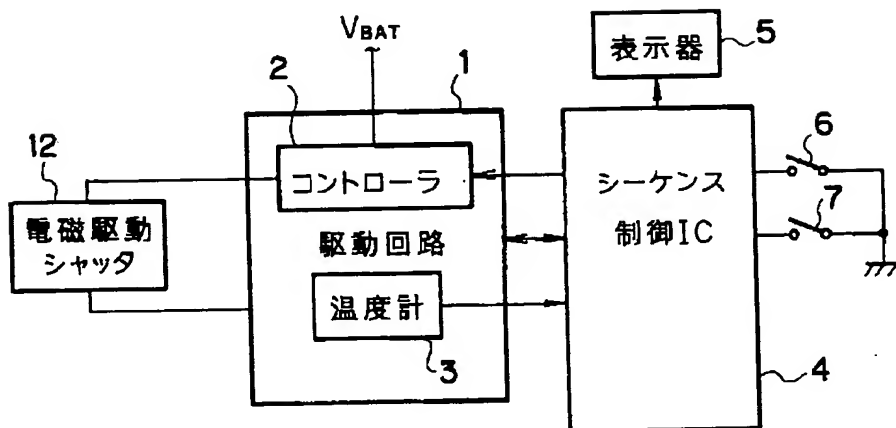 VBAT
表示器
5
1
2
コントローラ
駆動回路
温度計
3
12
電磁駆動
シャッタ
シーケンス
制御IC
6
7
4